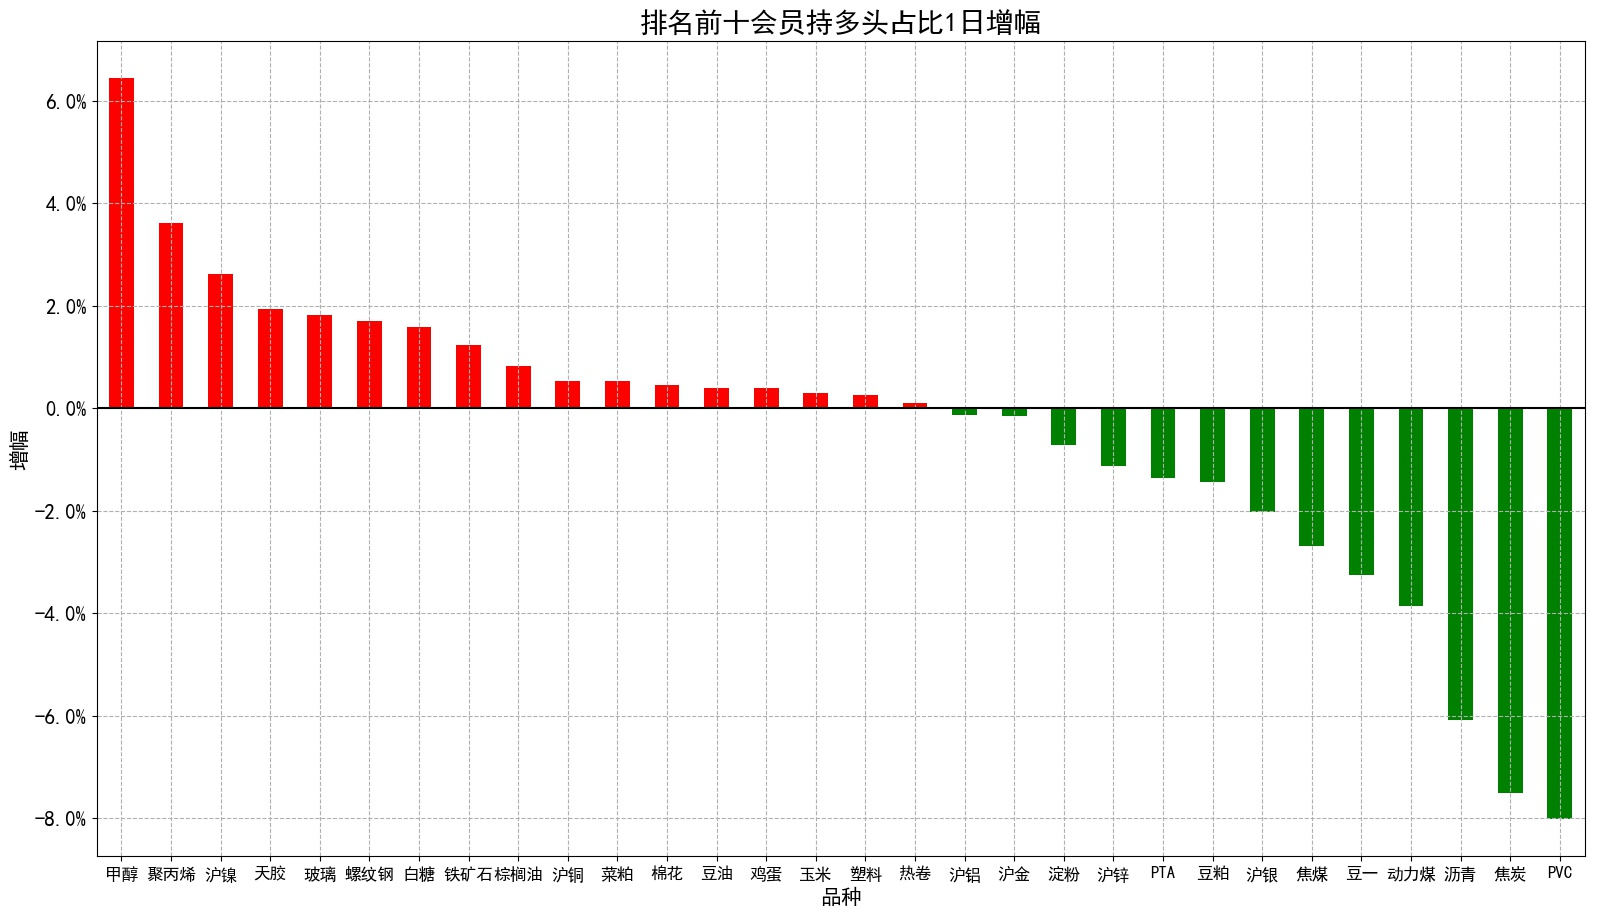 排名前十会员持多头占比1日增幅
6.0%
4.0%
2.0%
0.0%
-2.0%
-4.0%
-6.0%
-8.0%
增幅
甲醇 聚丙烯 沪镍 天胶 玻璃 螺纹钢 白糖 铁矿石 棕榈油 沪铜 菜粕 棉花 豆油 鸡蛋 玉米 塑料 热卷 沪铝 沪金 淀粉 沪锌 PTA 豆粕 沪银 焦煤 豆一 动力煤 沥青 焦炭 PVC
品种